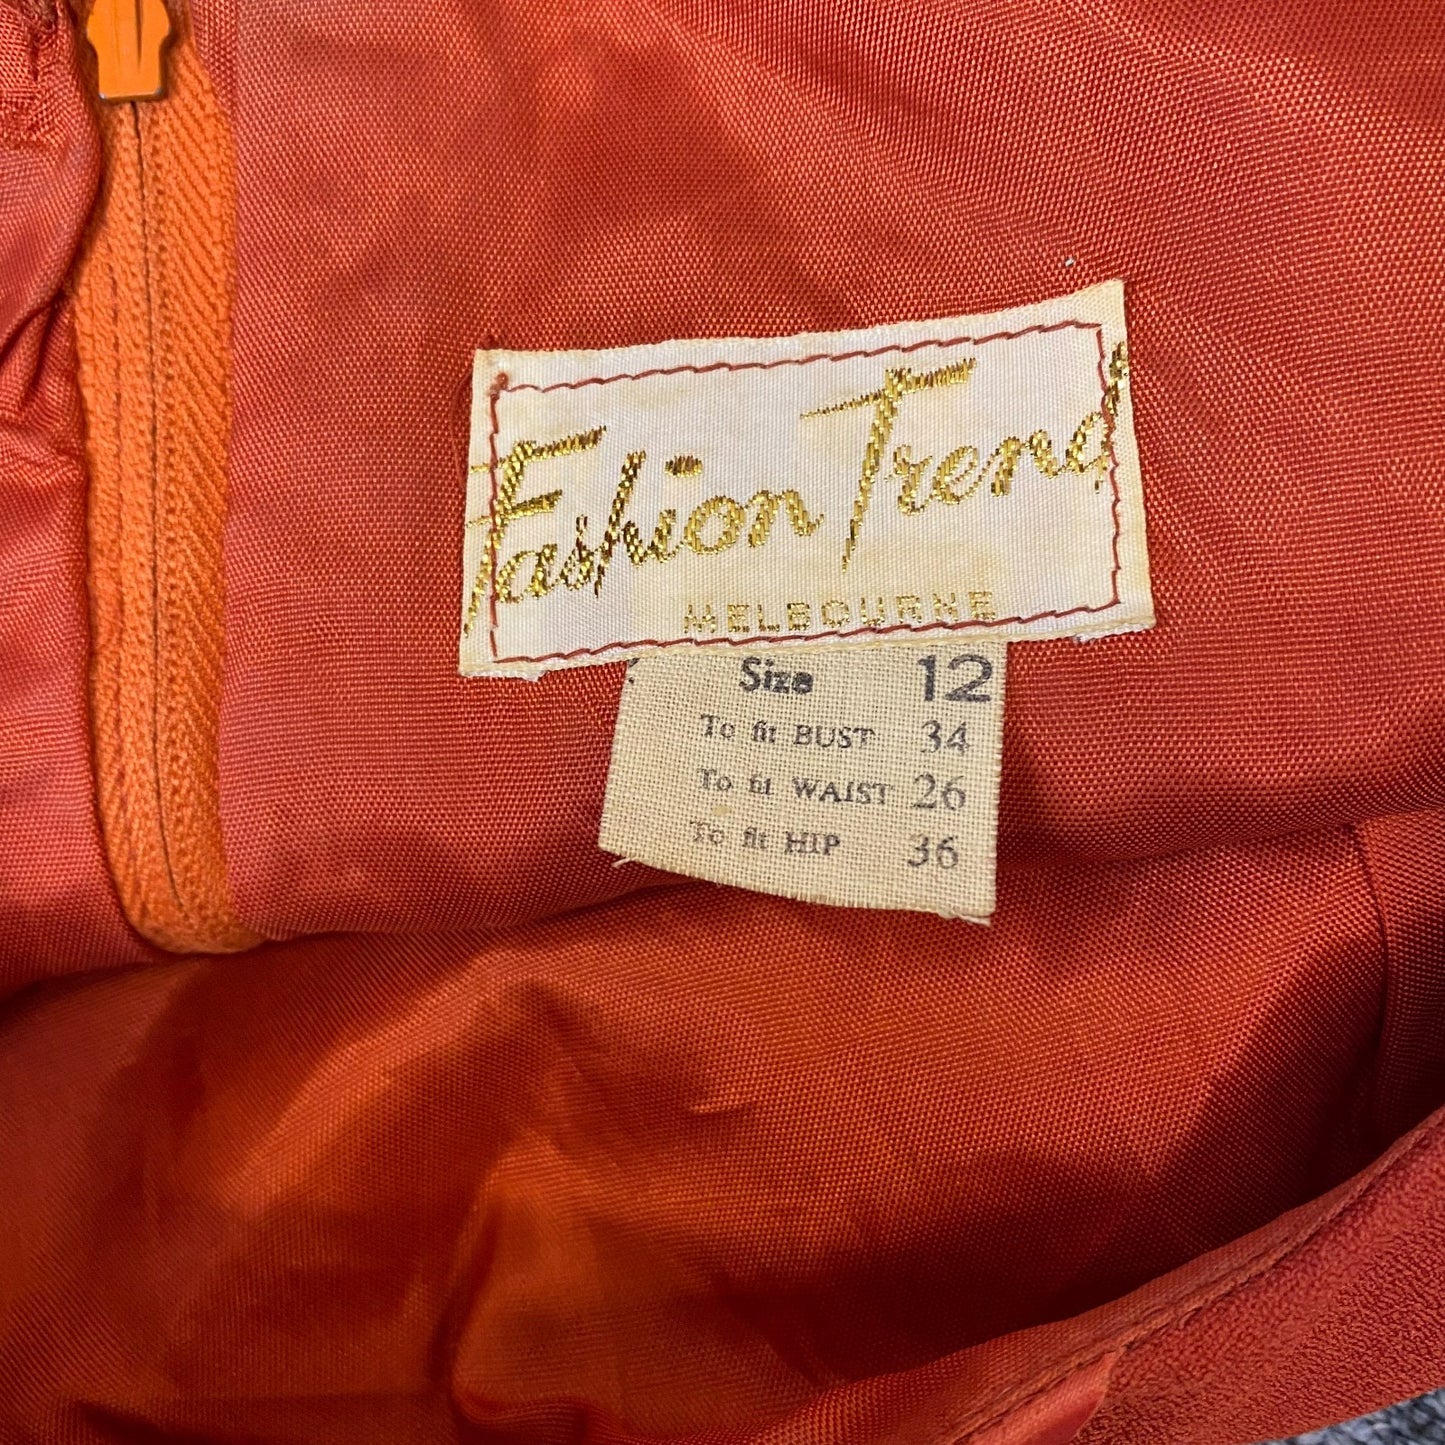 Fashion Trend
MELBOURNE
Size 12
To fit BUST 34
To fit WAIST 26
To fit HIP 36